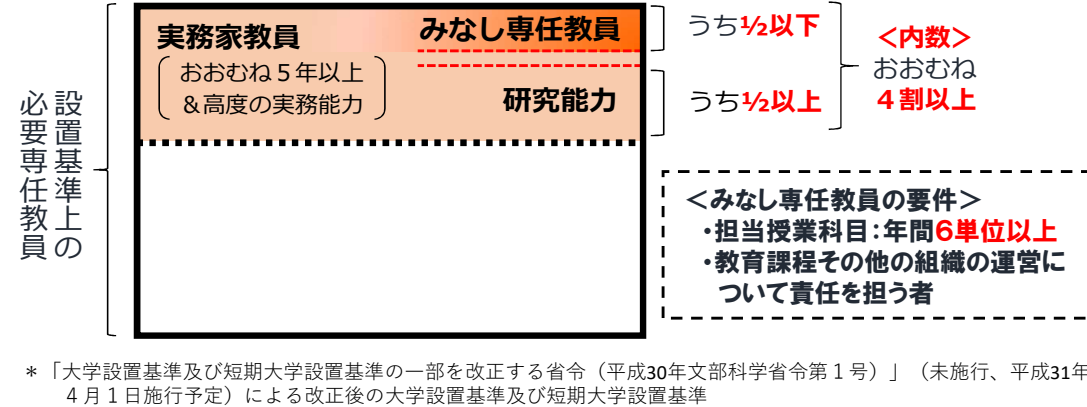 設置基準上の
必要専任教員
実務家教員
おおむね５年以上
＆高度の実務能力
みなし専任教員
研究能力
うち½以下
うち½以上
＜内数＞
おおむね
４割以上
＜みなし専任教員の要件＞
・担当授業科目：年間６単位以上
・教育課程その他の組織の運営に
ついて責任を担う者
＊「大学設置基準及び短期大学設置基準の一部を改正する省令（平成30年文部科学省令第１号）」（未施行、平成31年
４月１日施行予定）による改正後の大学設置基準及び短期大学設置基準